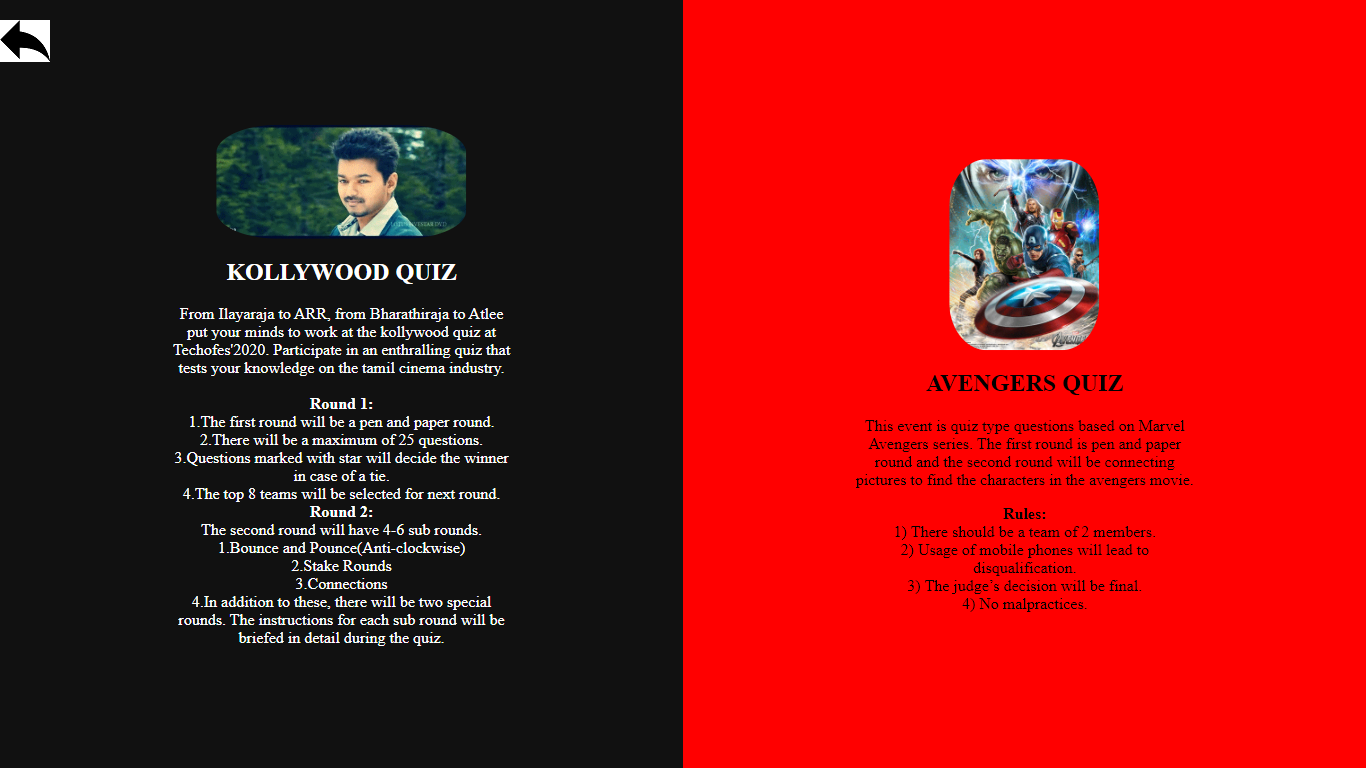 KOLLYWOOD QUIZ
From Ilayaraja to ARR, from Bharathiraja to Atlee
put your minds to work at the kollywood quiz at
Techofes'2020. Participate in an enthralling quiz that
tests your knowledge on the tamil cinema industry.
Round 1:
1.The first round will be a pen and paper round.
2.There will be a maximum of 25 questions.
3.Questions marked with star will decide the winner
in case of a tie.
4.The top 8 teams will be selected for next round.
Round 2:
The second round will have 4-6 sub rounds.
1.Bounce and Pounce(Anti-clockwise)
2.Stake Rounds
3.Connections
4.In addition to these, there will be two special
rounds. The instructions for each sub round will be
briefed in detail during the quiz.
AVENGERS QUIZ
This event is quiz type questions based on Marvel
Avengers series. The first round is pen and paper
round and the second round will be connecting
pictures to find the characters in the avengers movie.
Rules:
1) There should be a team of 2 members.
2) Usage of mobile phones will lead to
disqualification.
3) The judge’s decision will be final.
4) No malpractices.